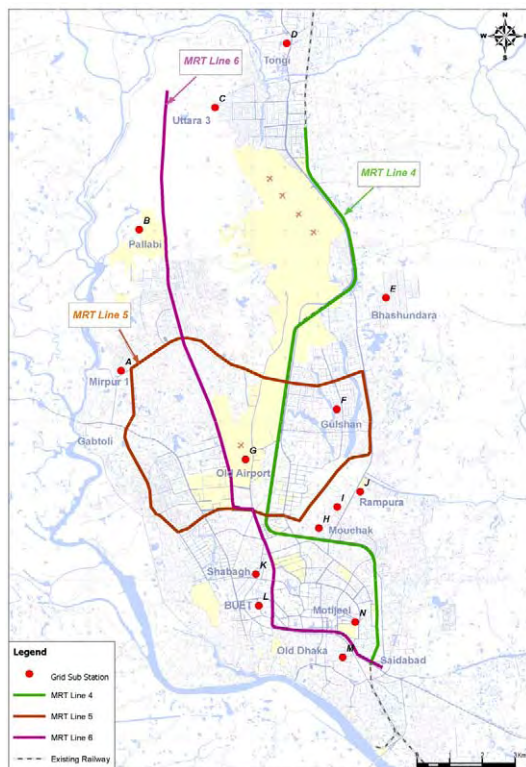 D
Tongi
N
W
E
S
MRT Line 6
C
Uttara 3
MRT Line 4
B
Pallabi
E
Bhashundara
MRT Line 5
A
Mirpur 1
F
Gulshan
Gabtoli
G
Old Airport
J
Rampura
I
H
Mouchak
K
Shabagh
L
BUET
Motijeel
N
Old Dhaka
M
Saidabad
Legend
Grid Sub Station
MRT Line 4
MRT Line 5
MRT Line 6
Existing Railway